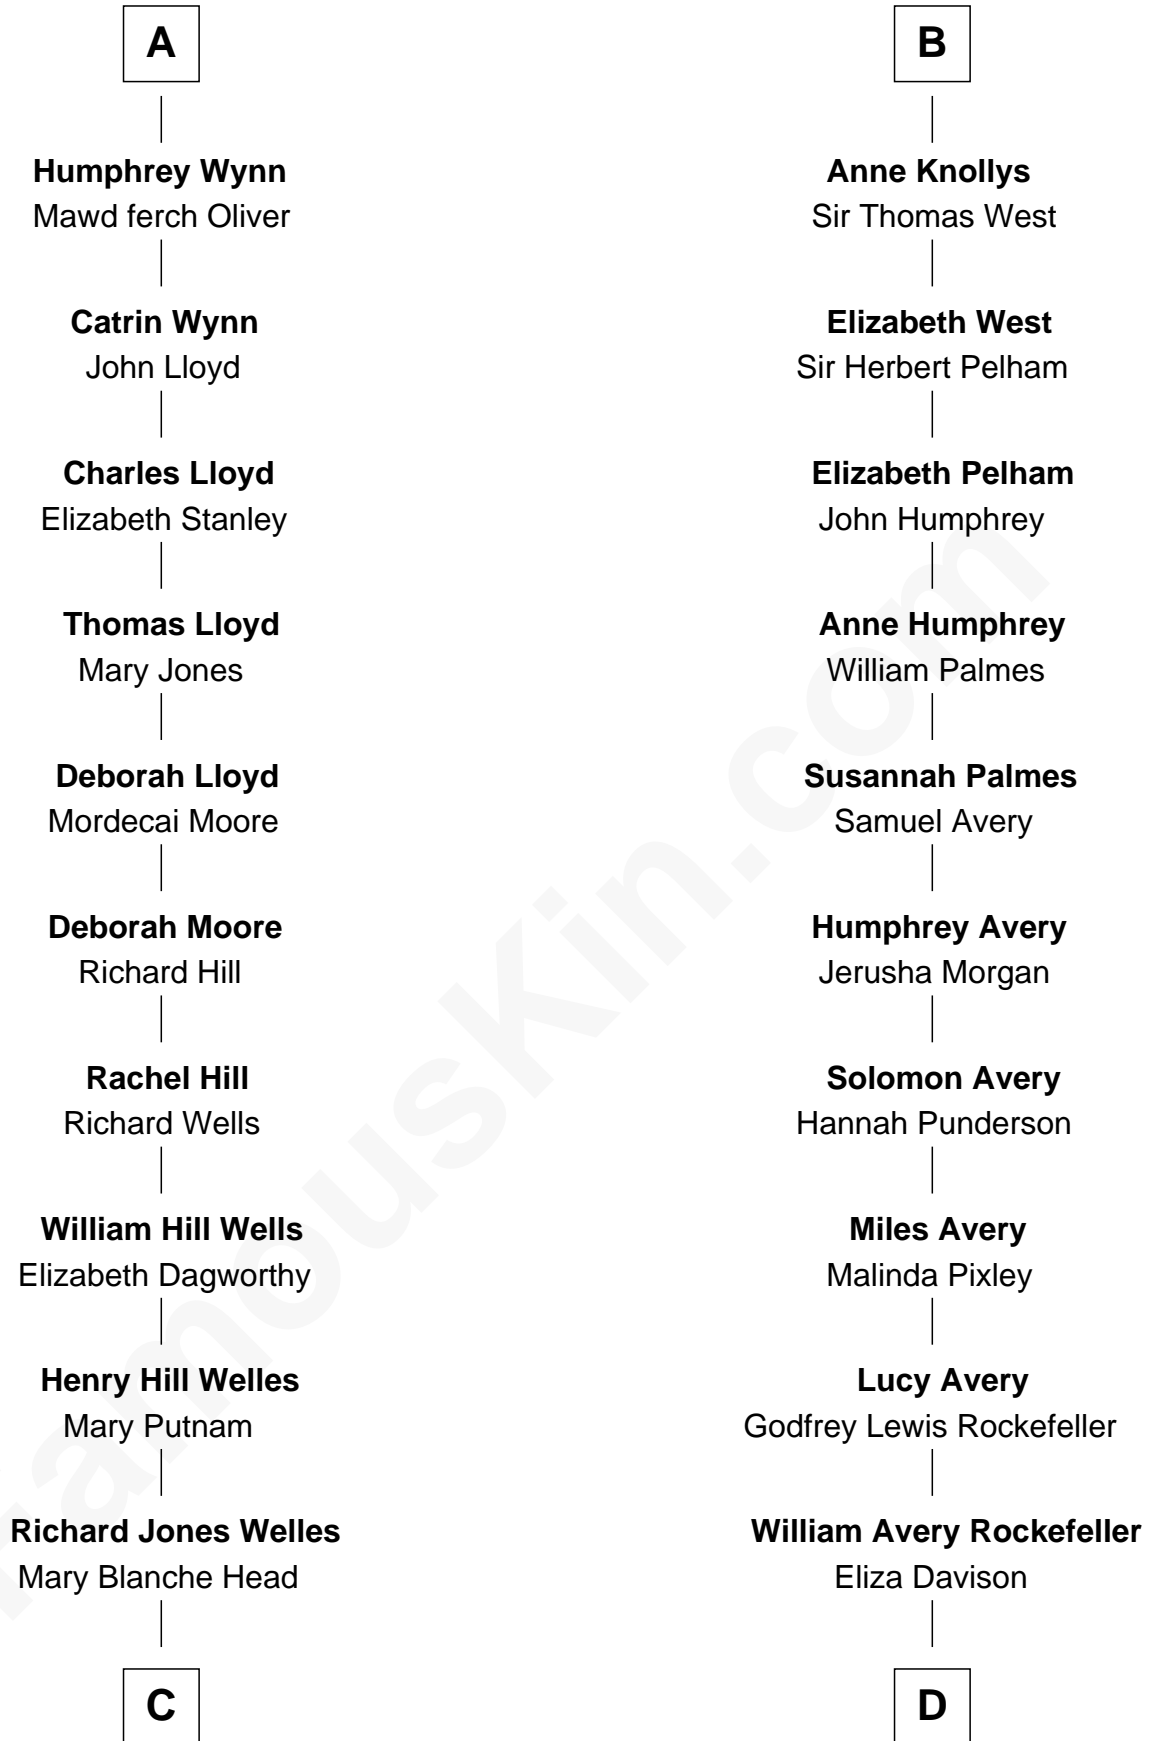 A
Humphrey Wynn
Mawd ferch Oliver
Catrin Wynn
John Lloyd
Charles Lloyd
Elizabeth Stanley
Thomas Lloyd
Mary Jones
Deborah Lloyd
Mordecai Moore
Deborah Moore
Richard Hill
Rachel Hill
Richard Wells
William Hill Wells
Elizabeth Dagworthy
Henry Hill Welles
Mary Putnam
Richard Jones Welles
Mary Blanche Head
C
B
Anne Knollys
Sir Thomas West
Elizabeth West
Sir Herbert Pelham
Elizabeth Pelham
John Humphrey
Anne Humphrey
William Palmes
Susannah Palmes
Samuel Avery
Humphrey Avery
Jerusha Morgan
Solomon Avery
Hannah Punderson
Miles Avery
Malinda Pixley
Lucy Avery
Godfrey Lewis Rockefeller
William Avery Rockefeller
Eliza Davison
D
FamousKin.com